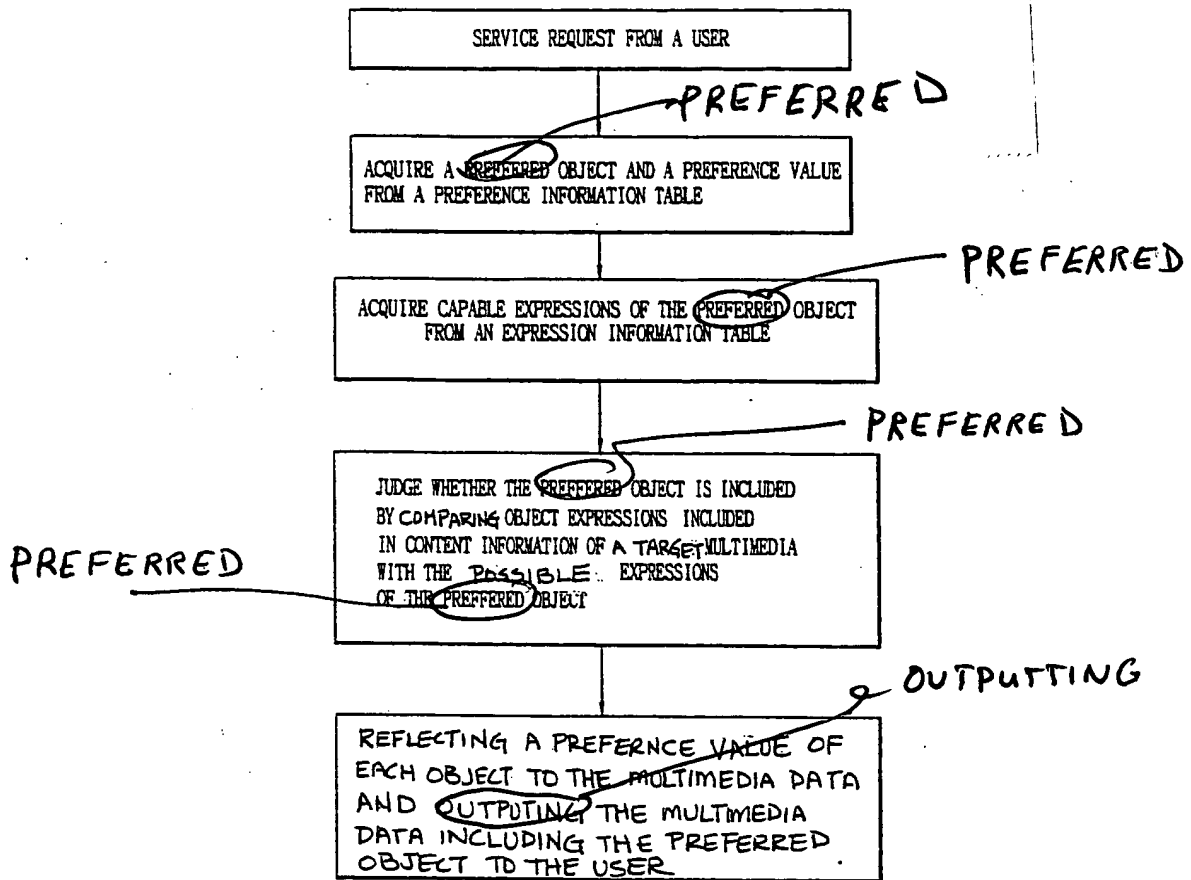 SERVICE REQUEST FROM A USER
PREFERRED
ACQUIRE A PREFFERED OBJECT AND A PREFERENCE VALUE
FROM A PREFERENCE INFORMATION TABLE
PREFERRED
ACQUIRE CAPABLE EXPRESSIONS OF THE PREFERRED OBJECT
FROM AN EXPRESSION INFORMATION TABLE
PREFERRED
JUDGE WHETHER THE PREFFERED OBJECT IS INCLUDED
BY COMPARING OBJECT EXPRESSIONS INCLUDED
IN CONTENT INFORMATION OF A TARGET MULTIMEDIA
WITH THE POSSIBLE EXPRESSIONS
OF THE PREFFERED OBJECT
PREFERRED
OUTPUTTING
REFLECTING A PREFERNCE VALUE OF
EACH OBJECT TO THE MULTIMEDIA DATA
AND OUTPUTING THE MULTIMEDIA
DATA INCLUDING THE PREFERRED
OBJECT TO THE USER